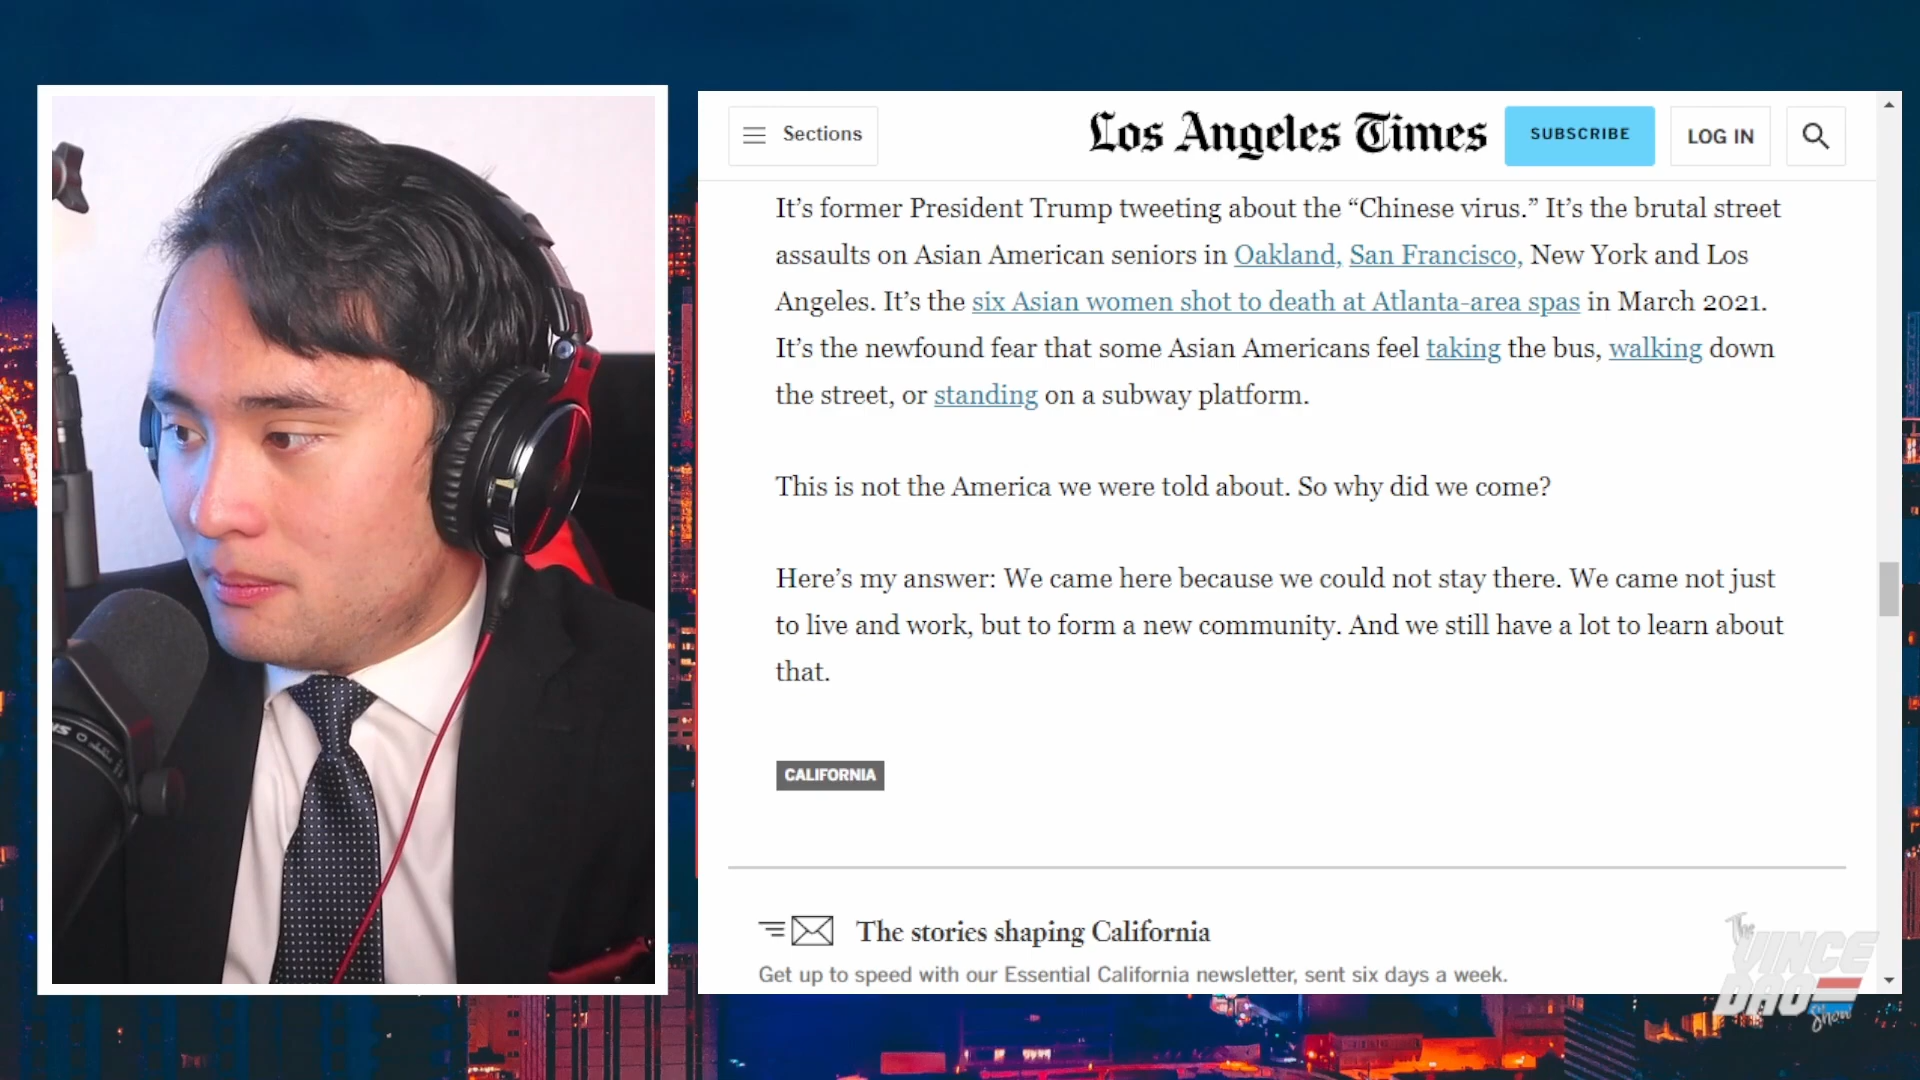 Sections
Los Angeles Times
SUBSCRIBE
LOG IN
It’s former President Trump tweeting about the “Chinese virus.” It’s the brutal street
assaults on Asian American seniors in Oakland, San Francisco, New York and Los
Angeles. It’s the six Asian women shot to death at Atlanta-area spas in March 2021.
It’s the newfound fear that some Asian Americans feel taking the bus, walking down
the street, or standing on a subway platform.
This is not the America we were told about. So why did we come?
Here’s my answer: We came here because we could not stay there. We came not just
to live and work, but to form a new community. And we still have a lot to learn about
that.
CALIFORNIA
The stories shaping California
Get up to speed with our Essential California newsletter, sent six days a week.
The
VINCE
DAO
Show